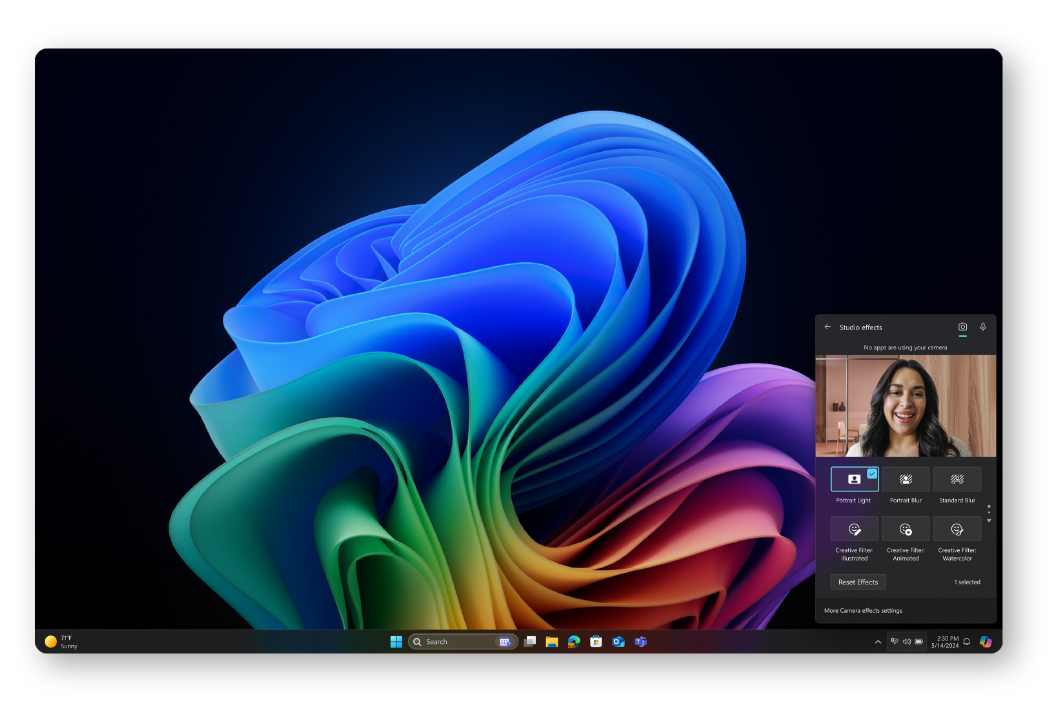 Studio effects
No apps are using your camera
Portrait Light
Portrait Blur
Standard Blur
Creative Filter:
Illustrated
Creative Filter:
Animated
Creative Filter:
Watercolor
Reset Effects
1 selected
More Camera effects settings
71°F
Sunny
Search
2:30 PM
5/14/2024